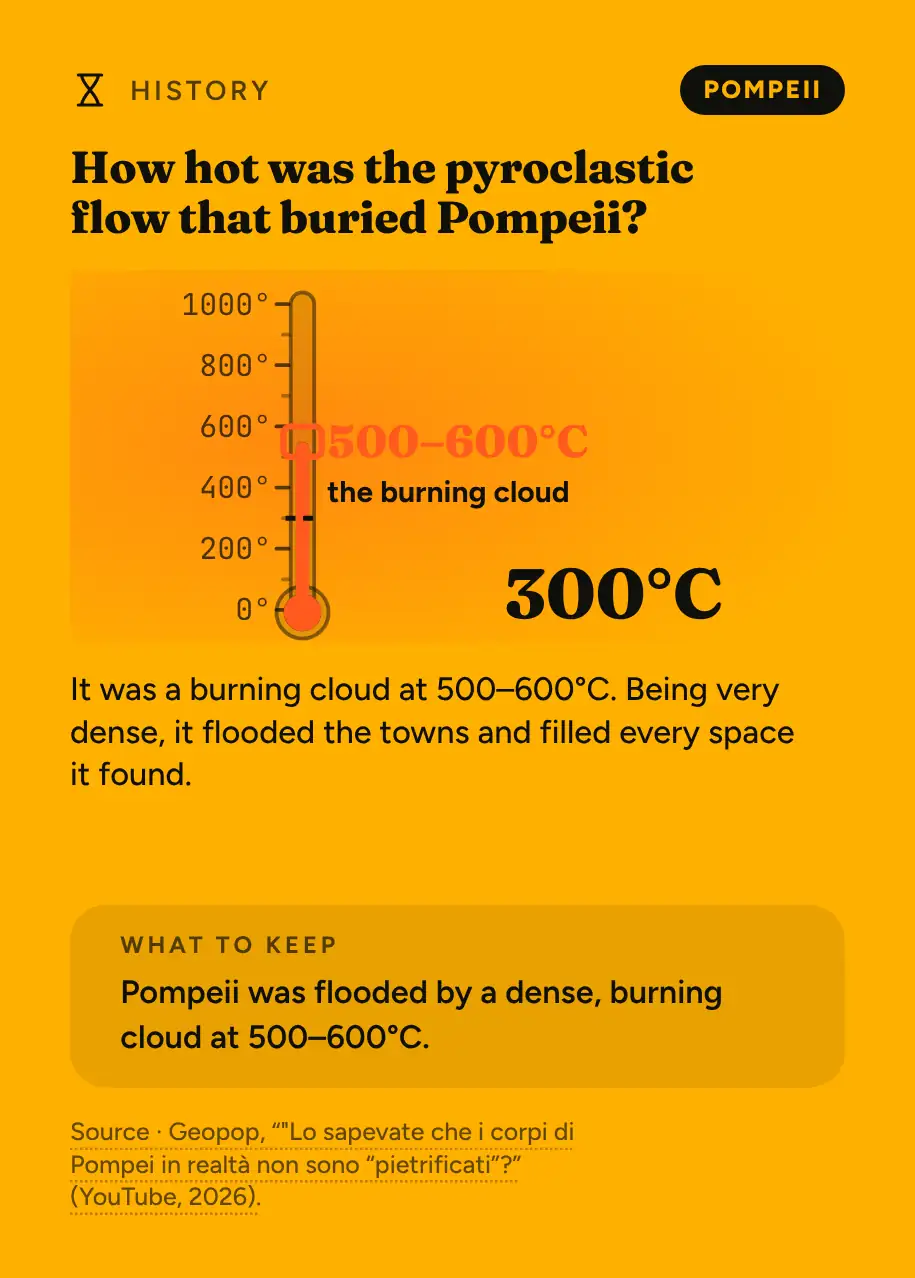 HISTORY
POMPEII
How hot was the pyroclastic
flow that buried Pompeii?
1000°
800°
600°
500–600°C
400°
the burning cloud
200°
300°C
0°
It was a burning cloud at 500–600°C. Being very
dense, it flooded the towns and filled every space
it found.
WHAT TO KEEP
Pompeii was flooded by a dense, burning
cloud at 500–600°C.
Source · Geopop, “"Lo sapevate che i corpi di
Pompei in realtà non sono “pietrificati”?”
(YouTube, 2026).